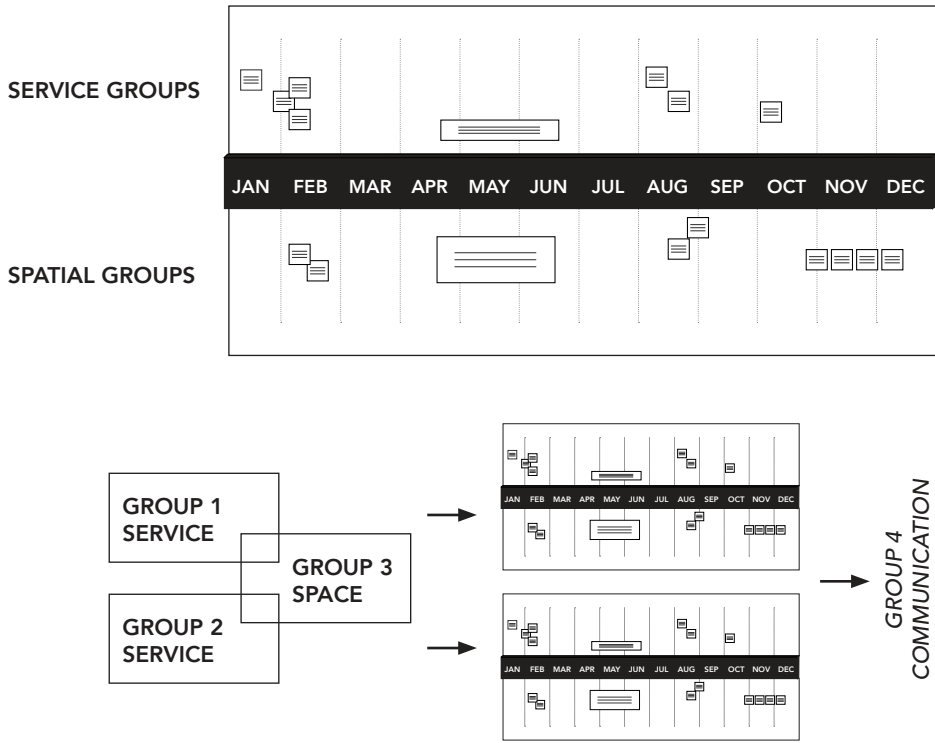 SERVICE GROUPS
JAN FEB MAR APR MAY JUN JUL AUG SEP OCT NOV DEC
SPATIAL GROUPS
GROUP 1
SERVICE
GROUP 3
SPACE
GROUP 2
SERVICE
JAN FEB MAR APR MAY JUN JUL AUG SEP OCT NOV DEC
JAN FEB MAR APR MAY JUN JUL AUG SEP OCT NOV DEC
GROUP 4
COMMUNICATION